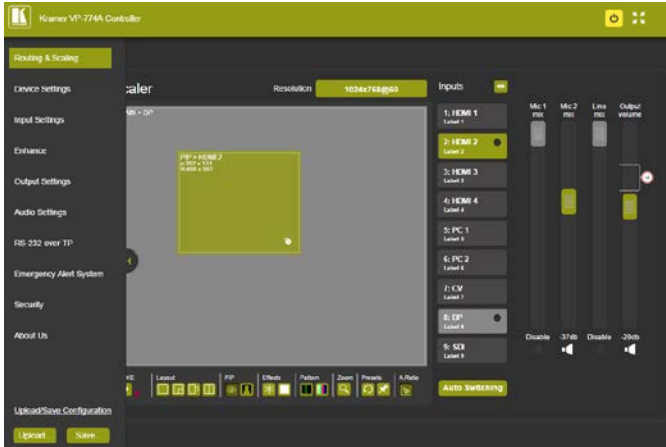 Kramer VP-774A Controller
Routing & Scaling
Device Settings
Input Settings
Enhance
Output Settings
Audio Settings
RS-232 over TP
Emergency Alert System
Security
About Us
Upload/Save Configuration
Upload...
Save...
caler
Resolution
1024x768@60
PIP = HDMI 2
Layout
PIP
Effects
Pattern
Zoom
Presets
A.Ratio
Inputs
1: HDMI 1
Label 1
2: HDMI 2
Label 2
3: HDMI 3
Label 3
4: HDMI 4
Label 4
5: PC 1
Label 5
6: PC 2
Label 6
7: CV
Label 7
8: DP
Label 8
9: SDI
Label 9
Auto Switching
Mic 1 mix
Mic 2 mix
Line mix
Output volume
Disable
-37db
Disable
-20db